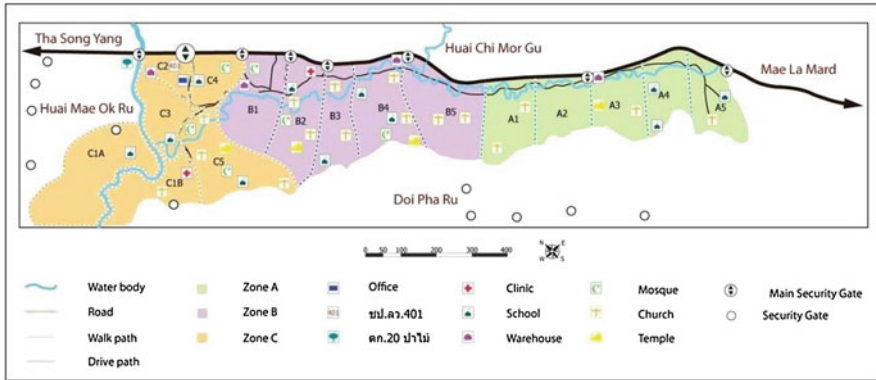 Tha Song Yang
Huai Chi Mor Gu
Mae La Mard
Huai Mae Ok Ru
Doi Pha Ru
C2
401
C4
C3
C1A
C1B
C5
B1
B2
B3
B4
B5
A1
A2
A3
A4
A5
0 50 100 200 300 400
N E
W S
Water body
Zone A
Office
Clinic
Mosque
Main Security Gate
Road
Zone B
401
ชป.ลว.401
School
Church
Security Gate
Walk path
Zone C
ตก.20 ป่าไม้
Warehouse
Temple
Drive path